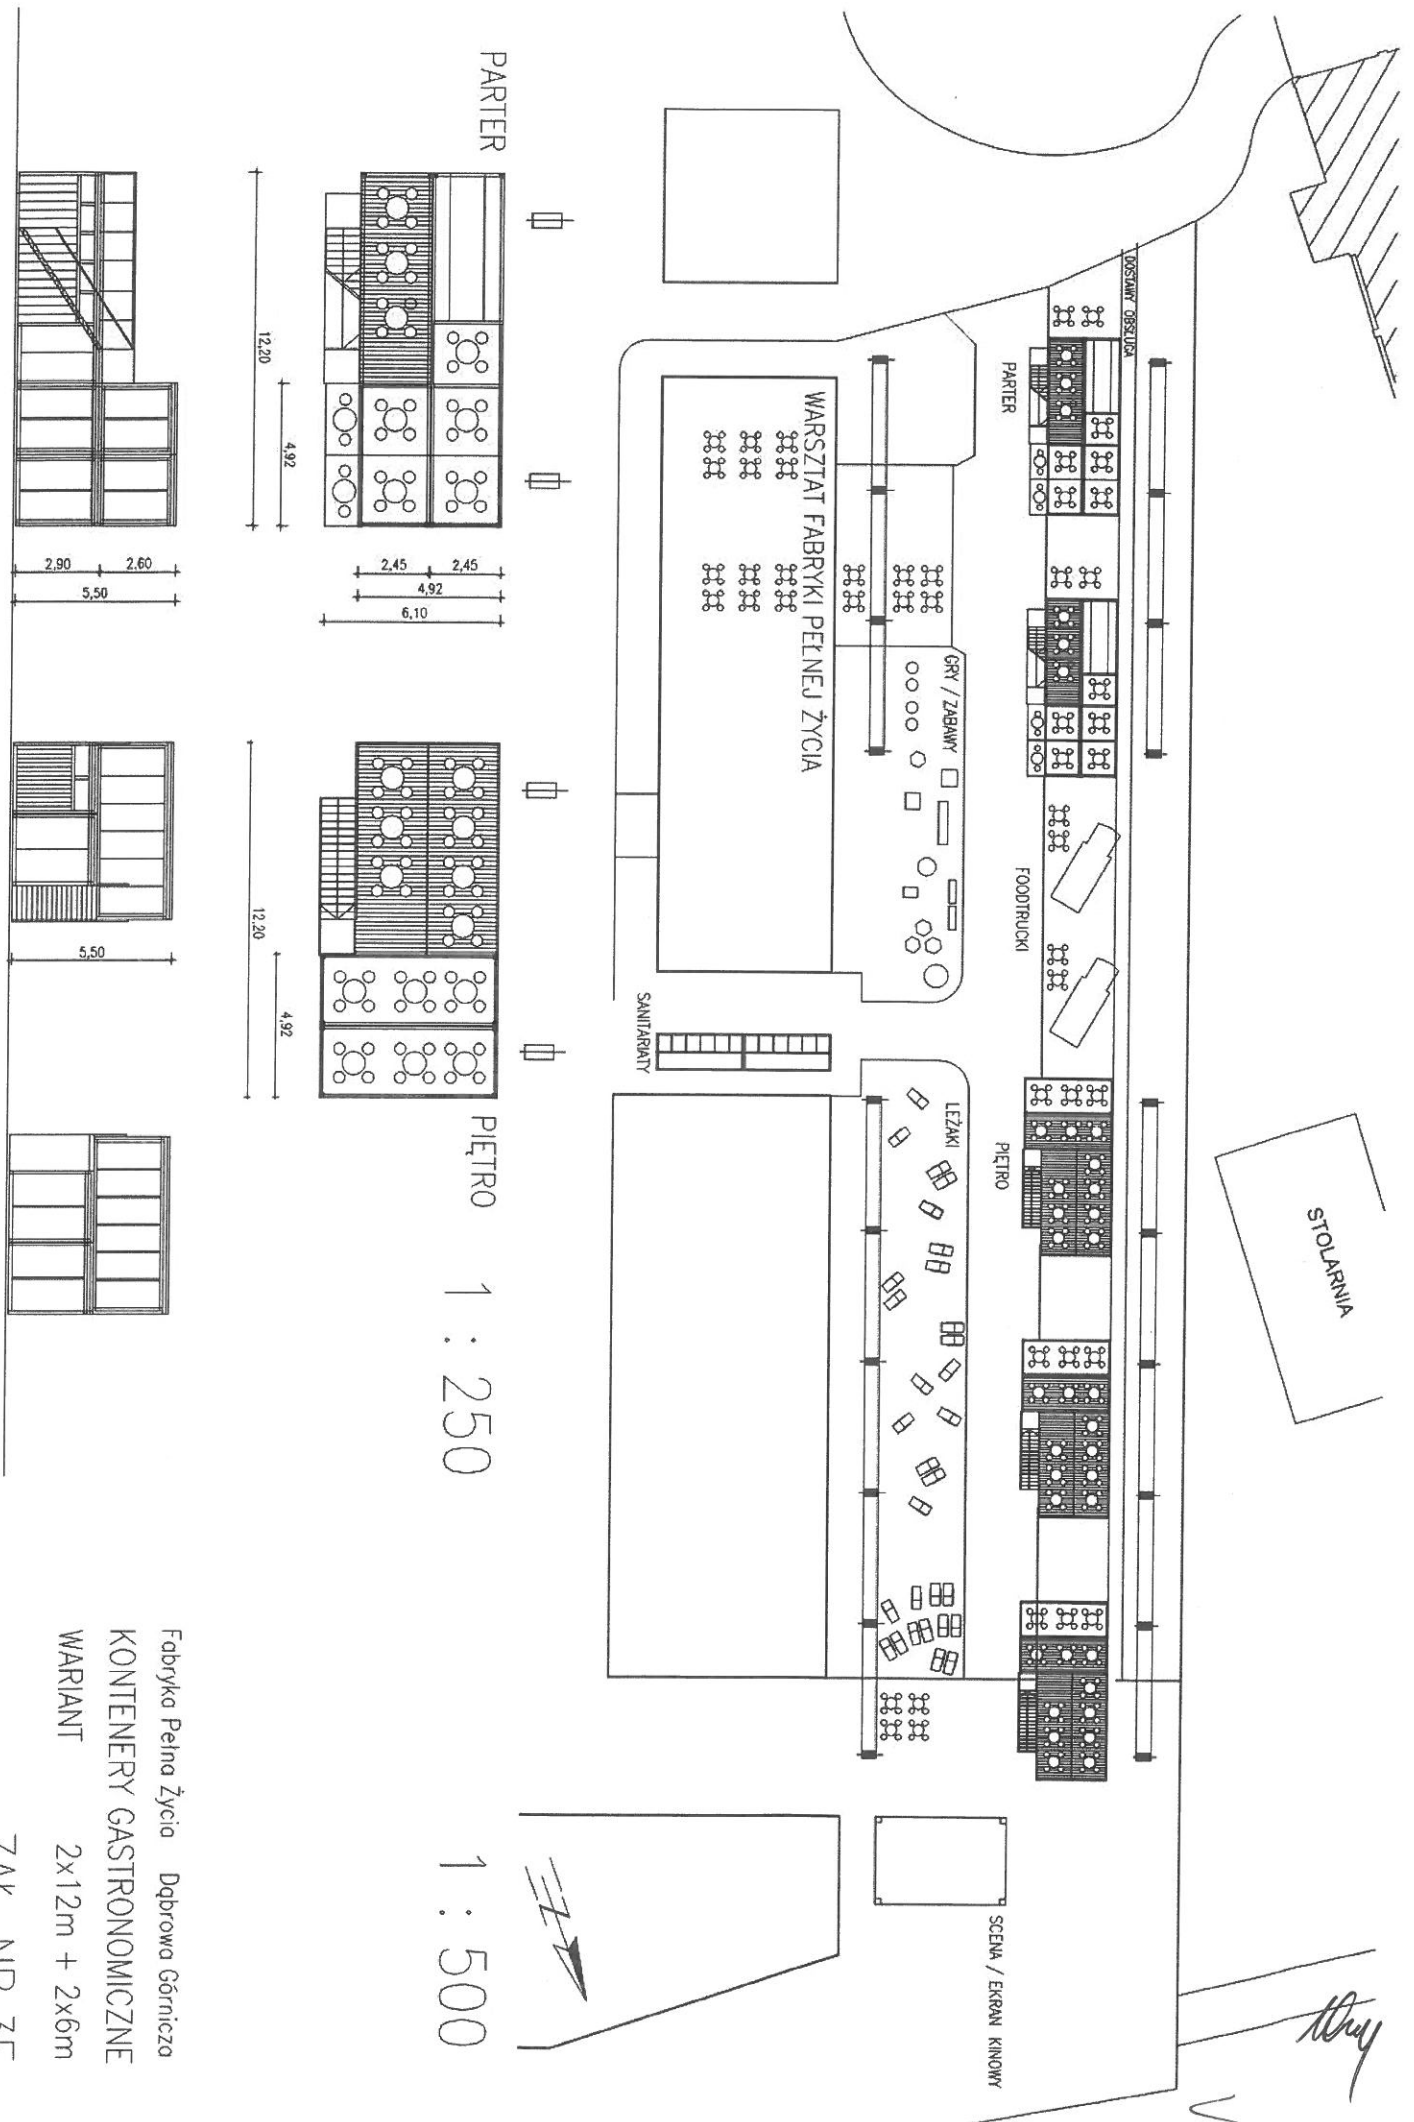 STOLARNIA
DOSTAWY OBSŁUGA
PARTER
FOODTRUCKI
PIĘTRO
GRY / ZABAWY
LEŻAKI
SCENA / EKRAN KINOWY
WARSZTAT FABRYKI PEŁNEJ ŻYCIA
SANITARIATY
PARTER
PIĘTRO
1 : 250
1 : 500
2,45
2,45
4,92
6,10
4,92
12,20
4,92
12,20
2,90
2,60
5,50
5,50
Fabryka Pełna Życia Dąbrowa Górnicza
KONTENERY GASTRONOMICZNE
WARIANT 2x12m + 2x6m